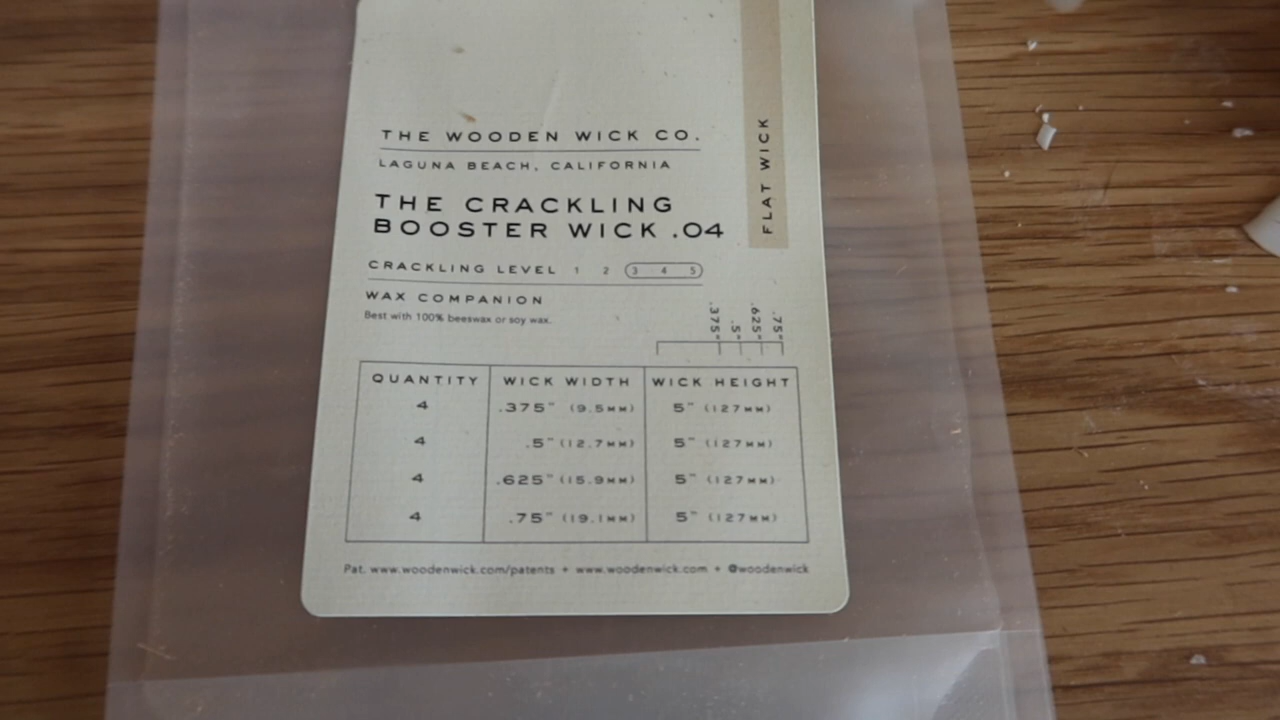 THE WOODEN WICK CO.
LAGUNA BEACH, CALIFORNIA
FLAT WICK
THE CRACKLING
BOOSTER WICK .04
CRACKLING LEVEL 1 2 3 4 5
WAX COMPANION
Best with 100% beeswax or soy wax.
.375" .5" .625" .75"
QUANTITY WICK WIDTH WICK HEIGHT
4 .375" (9.5MM) 5" (127MM)
4 .5" (12.7MM) 5" (127MM)
4 .625" (15.9MM) 5" (127MM)
4 .75" (19.1MM) 5" (127MM)
Pat. www.woodenwick.com/patents + www.woodenwick.com + @woodenwick